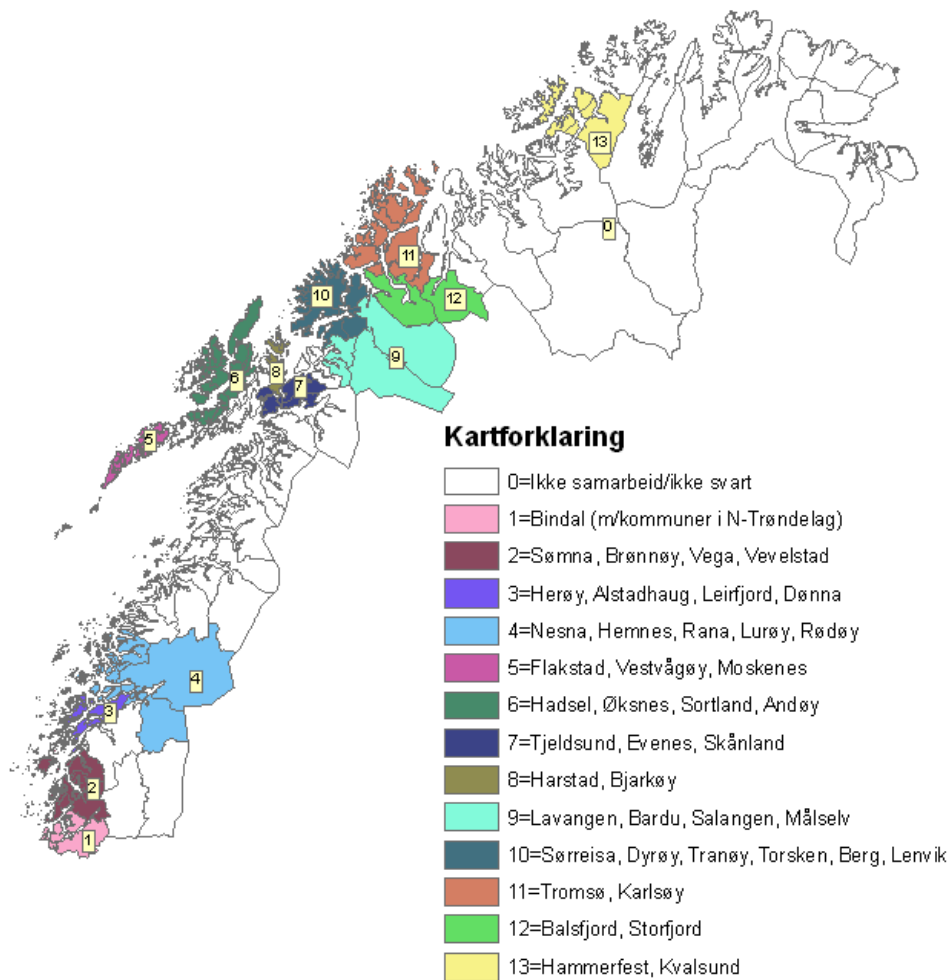 13
0
11
12
10
9
8
7
6
5
4
3
2
1
Kartforklaring
0=Ikke samarbeid/ikke svart
1=Bindal (m/kommuner i N-Trøndelag)
2=Sømna, Brønnøy, Vega, Vevelstad
3=Herøy, Alstadhaug, Leirfjord, Dønna
4=Nesna, Hemnes, Rana, Lurøy, Rødøy
5=Flakstad, Vestvågøy, Moskenes
6=Hadsel, Øksnes, Sortland, Andøy
7=Tjeldsund, Evenes, Skånland
8=Harstad, Bjarkøy
9=Lavangen, Bardu, Salangen, Målselv
10=Sørreisa, Dyrøy, Tranøy, Torsken, Berg, Lenvik
11=Tromsø, Karlsøy
12=Balsfjord, Storfjord
13=Hammerfest, Kvalsund